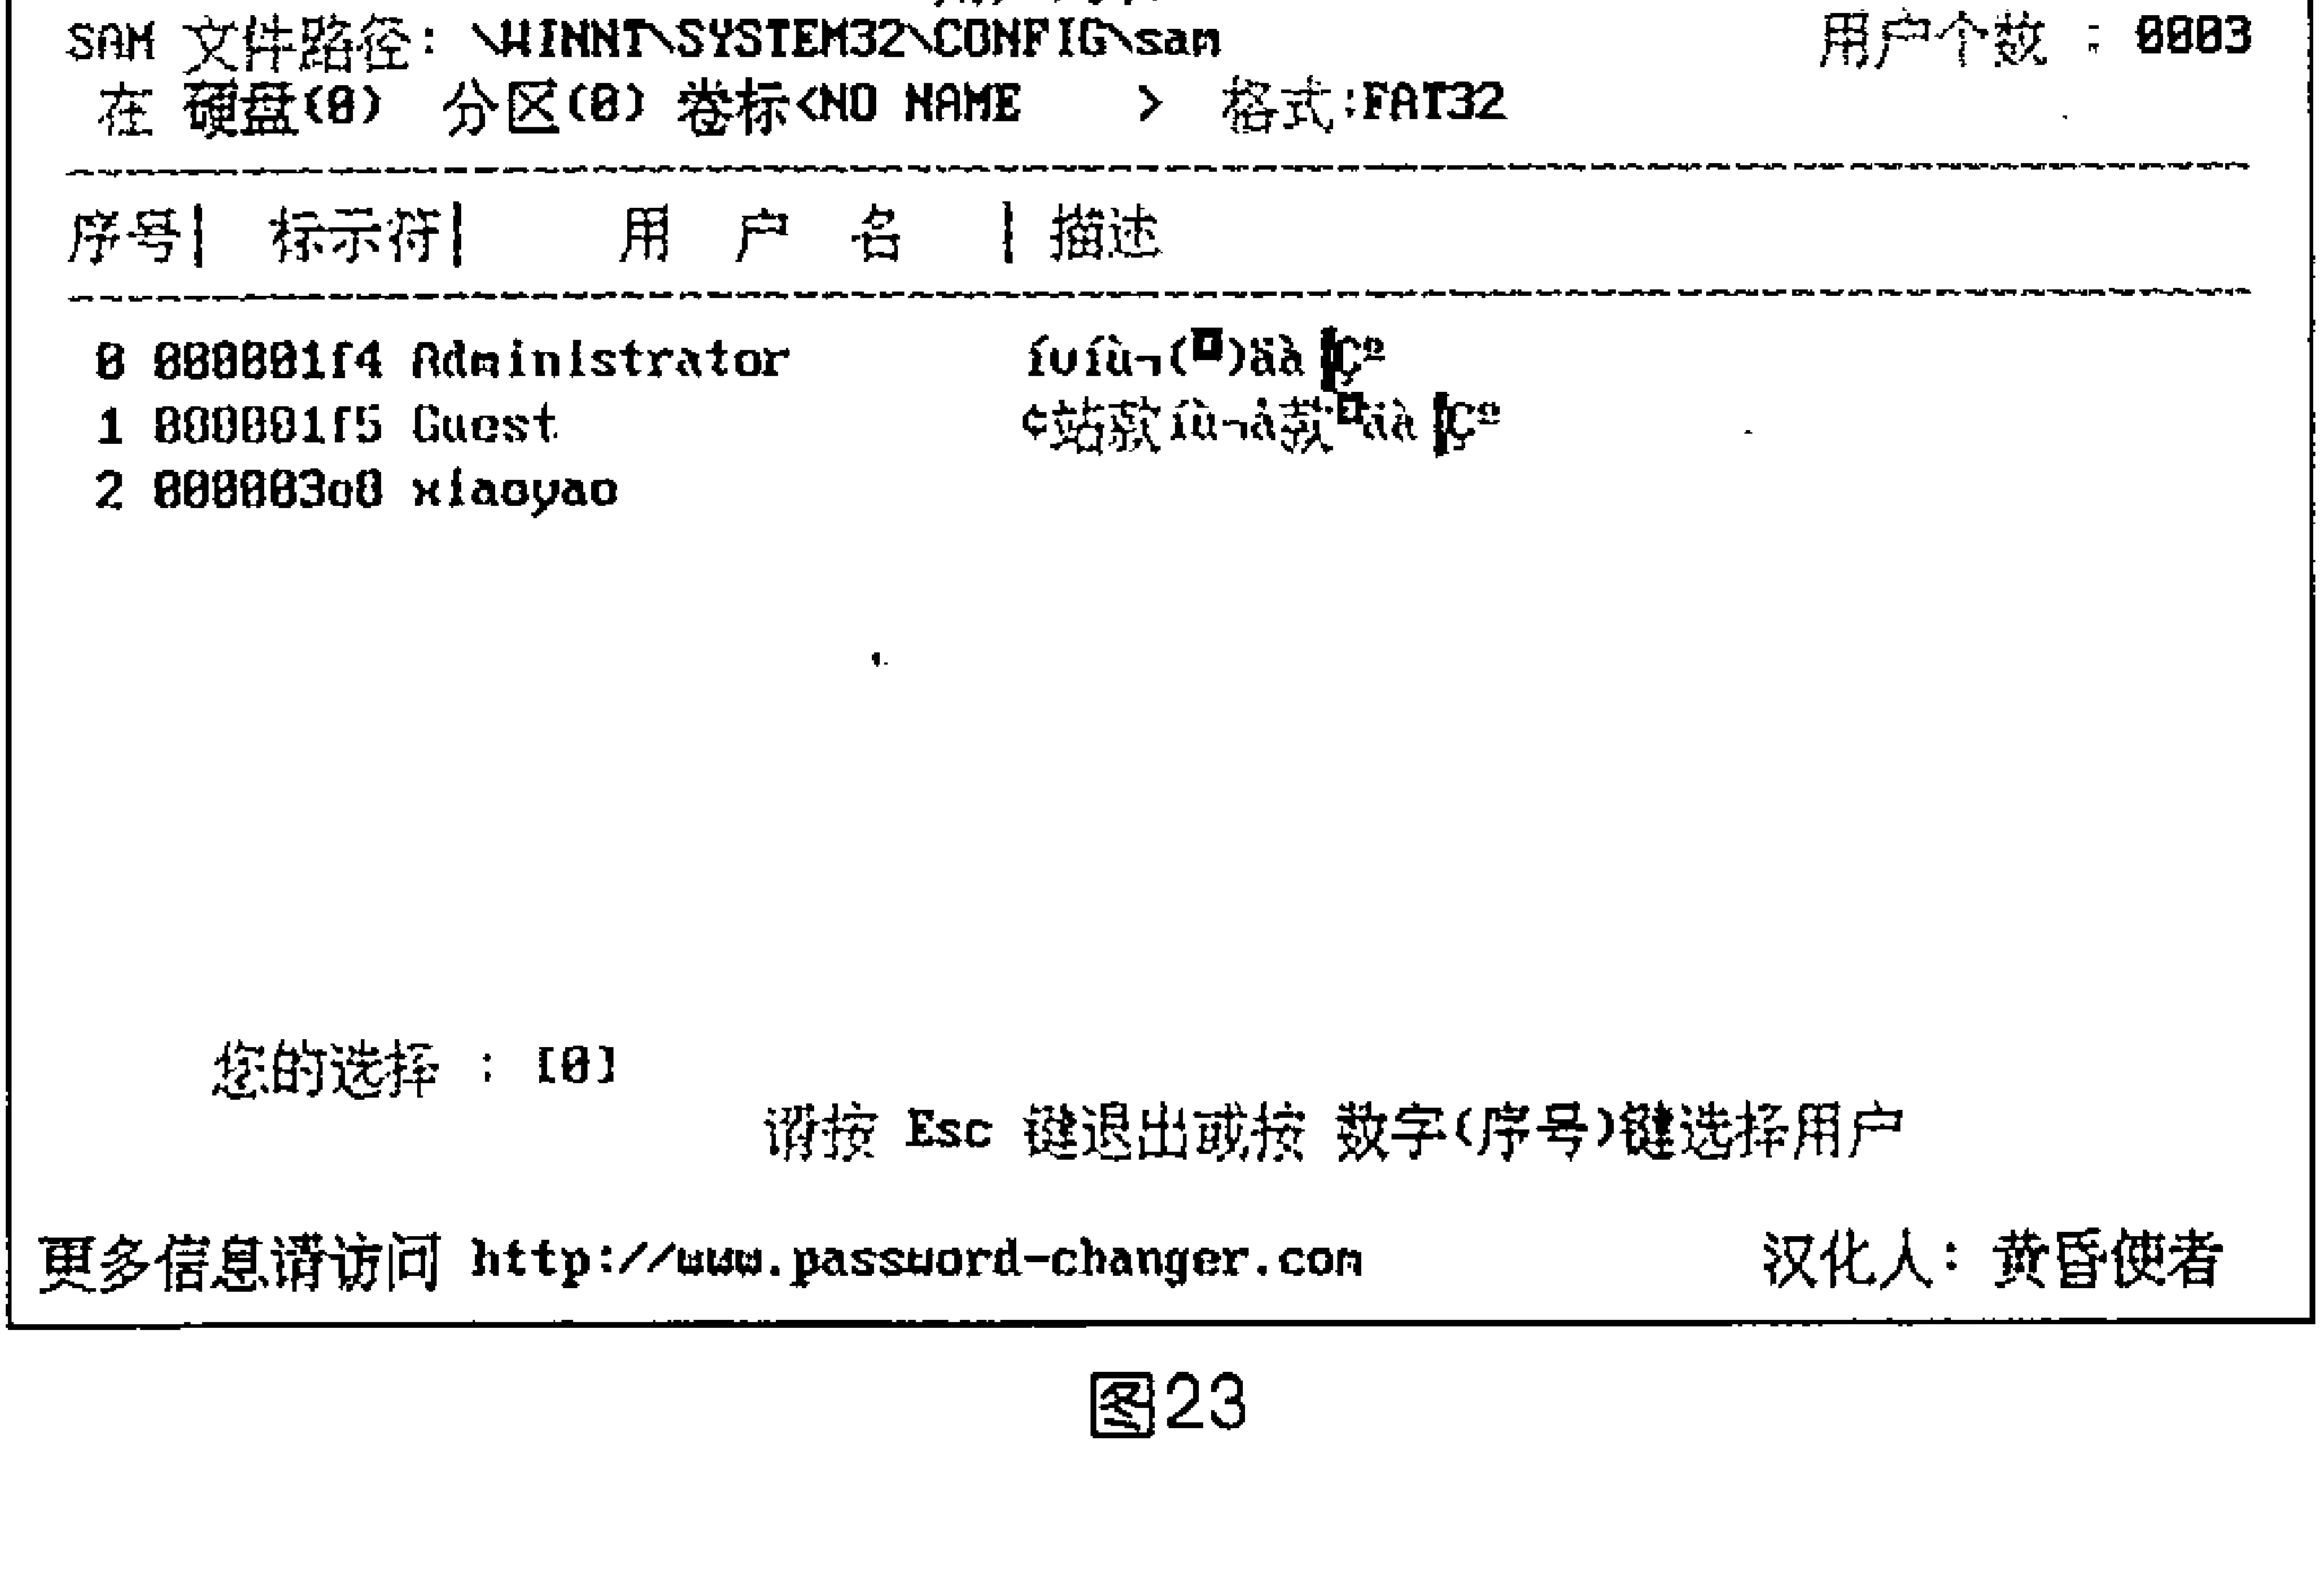 SAM 文件路径: \WINNT\SYSTEM32\CONFIG\sam 用户个数 : 0003
在 硬盘(0) 分区(0) 卷标<NO NAME > 格式:FAT32
序号| 标示符| 用 户 名 | 描述
0 000001f4 Administrator
1 000001f5 Guest
2 000003e8 xiaoyao
您的选择 : [0]
请按 Esc 键退出或按 数字(序号)键选择用户
更多信息请访问 http://www.password-changer.com 汉化人: 黄昏使者
图23